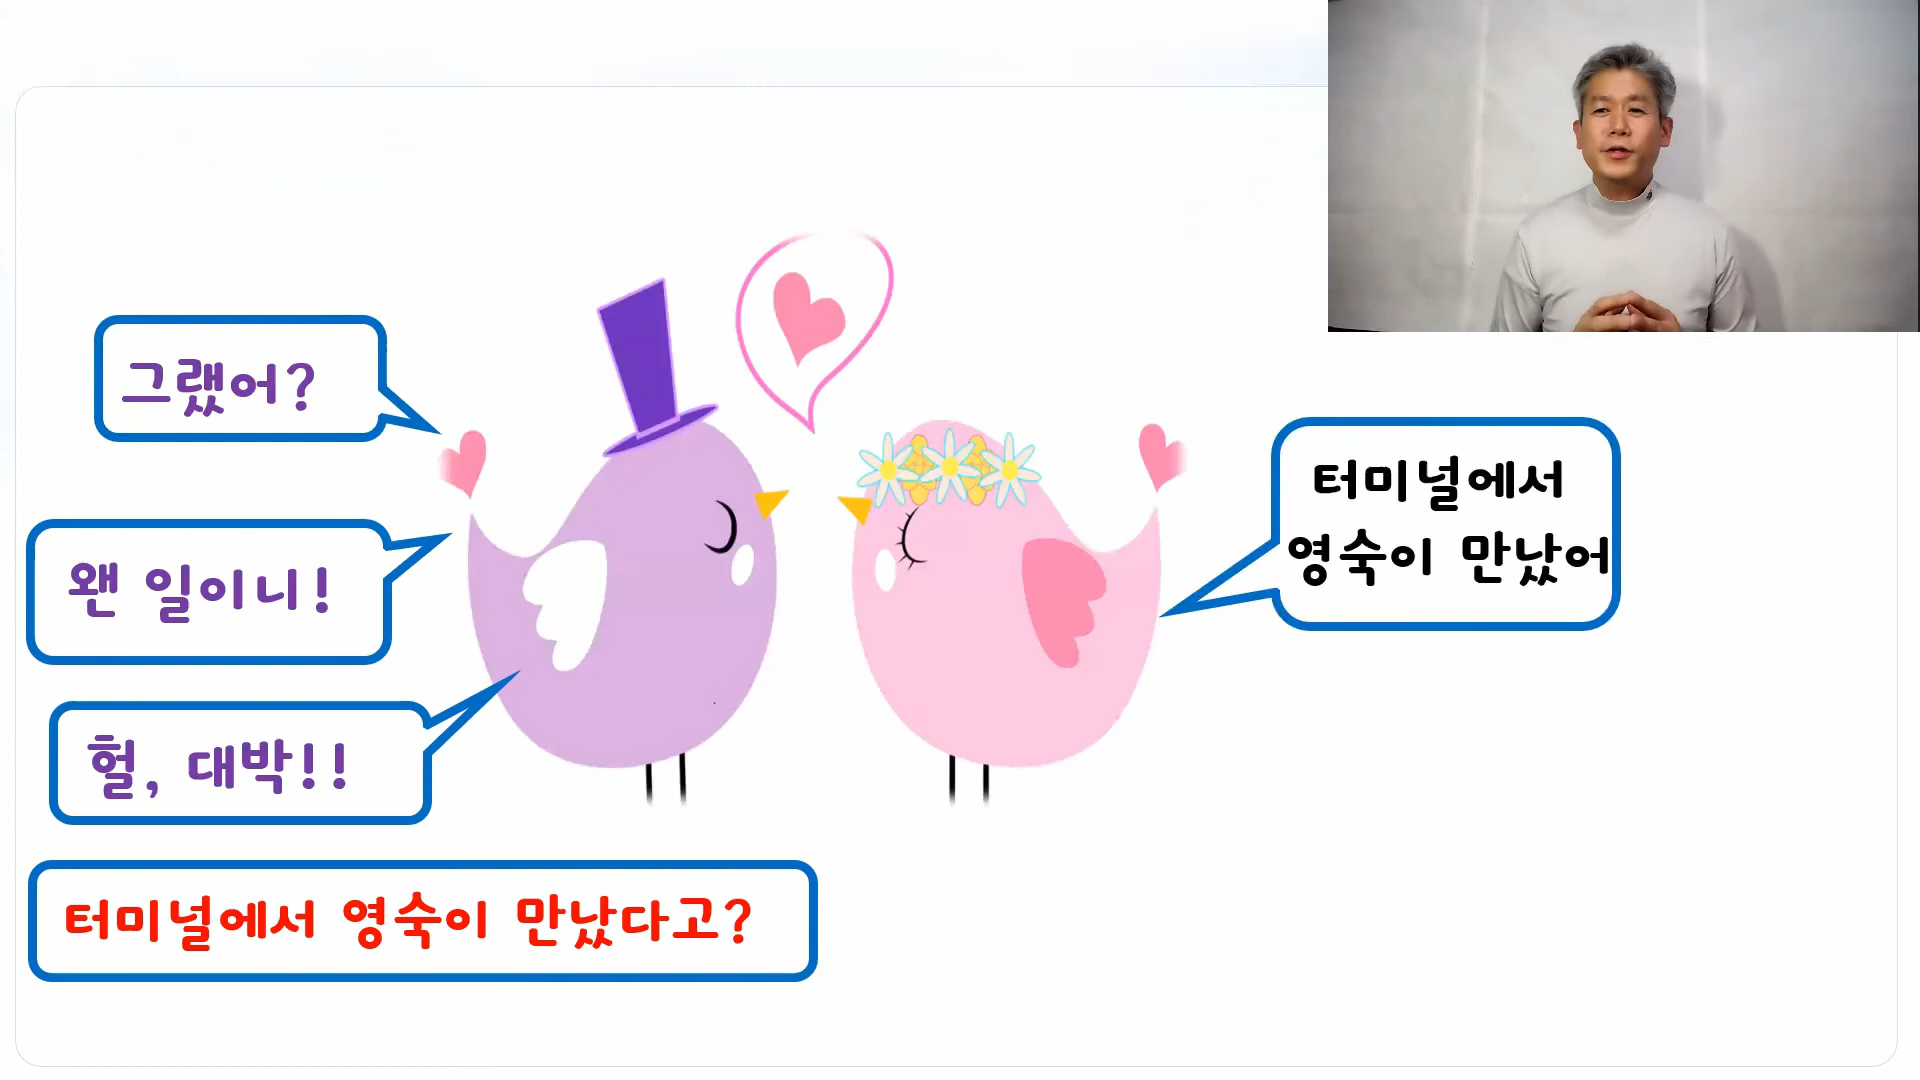 그랬어?
왠 일이니!
헐, 대박!!
터미널에서
영숙이 만났어
터미널에서 영숙이 만났다고?